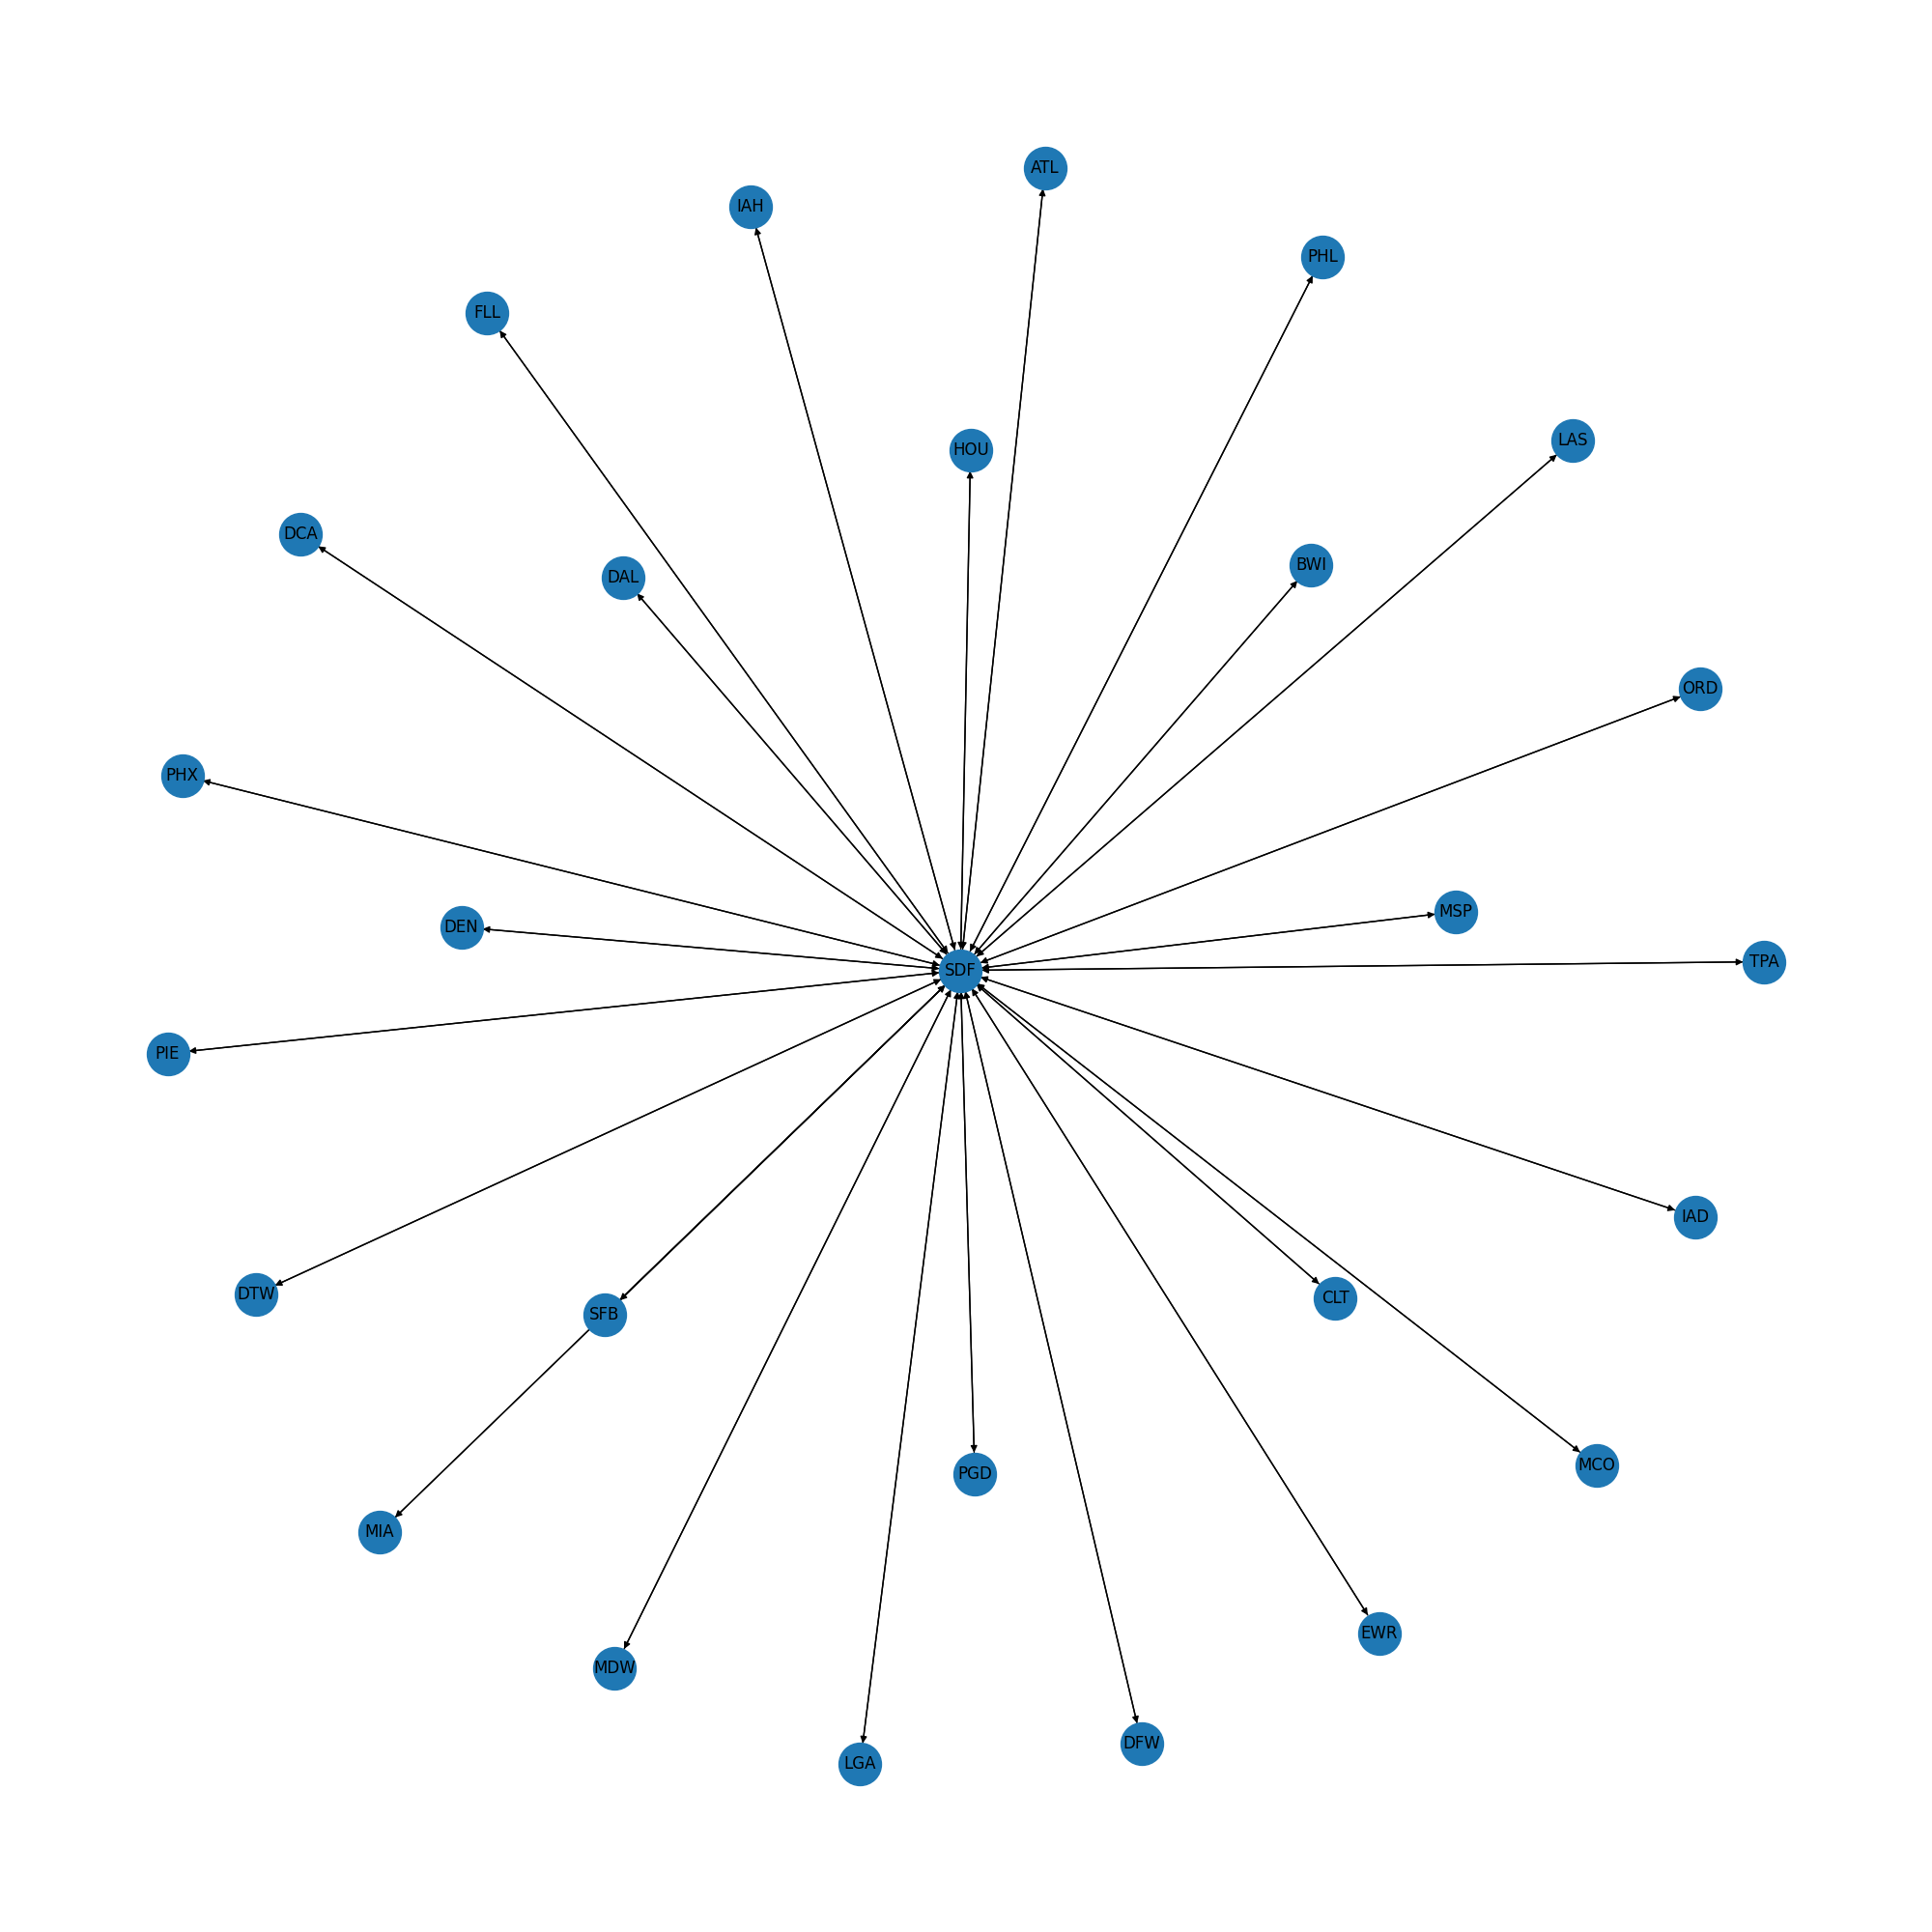 ATL
IAH
PHL
FLL
LAS
HOU
DCA
BWI
DAL
ORD
PHX
MSP
DEN
TPA
SDF
PIE
IAD
DTW
CLT
SFB
MCO
PGD
MIA
EWR
MDW
DFW
LGA